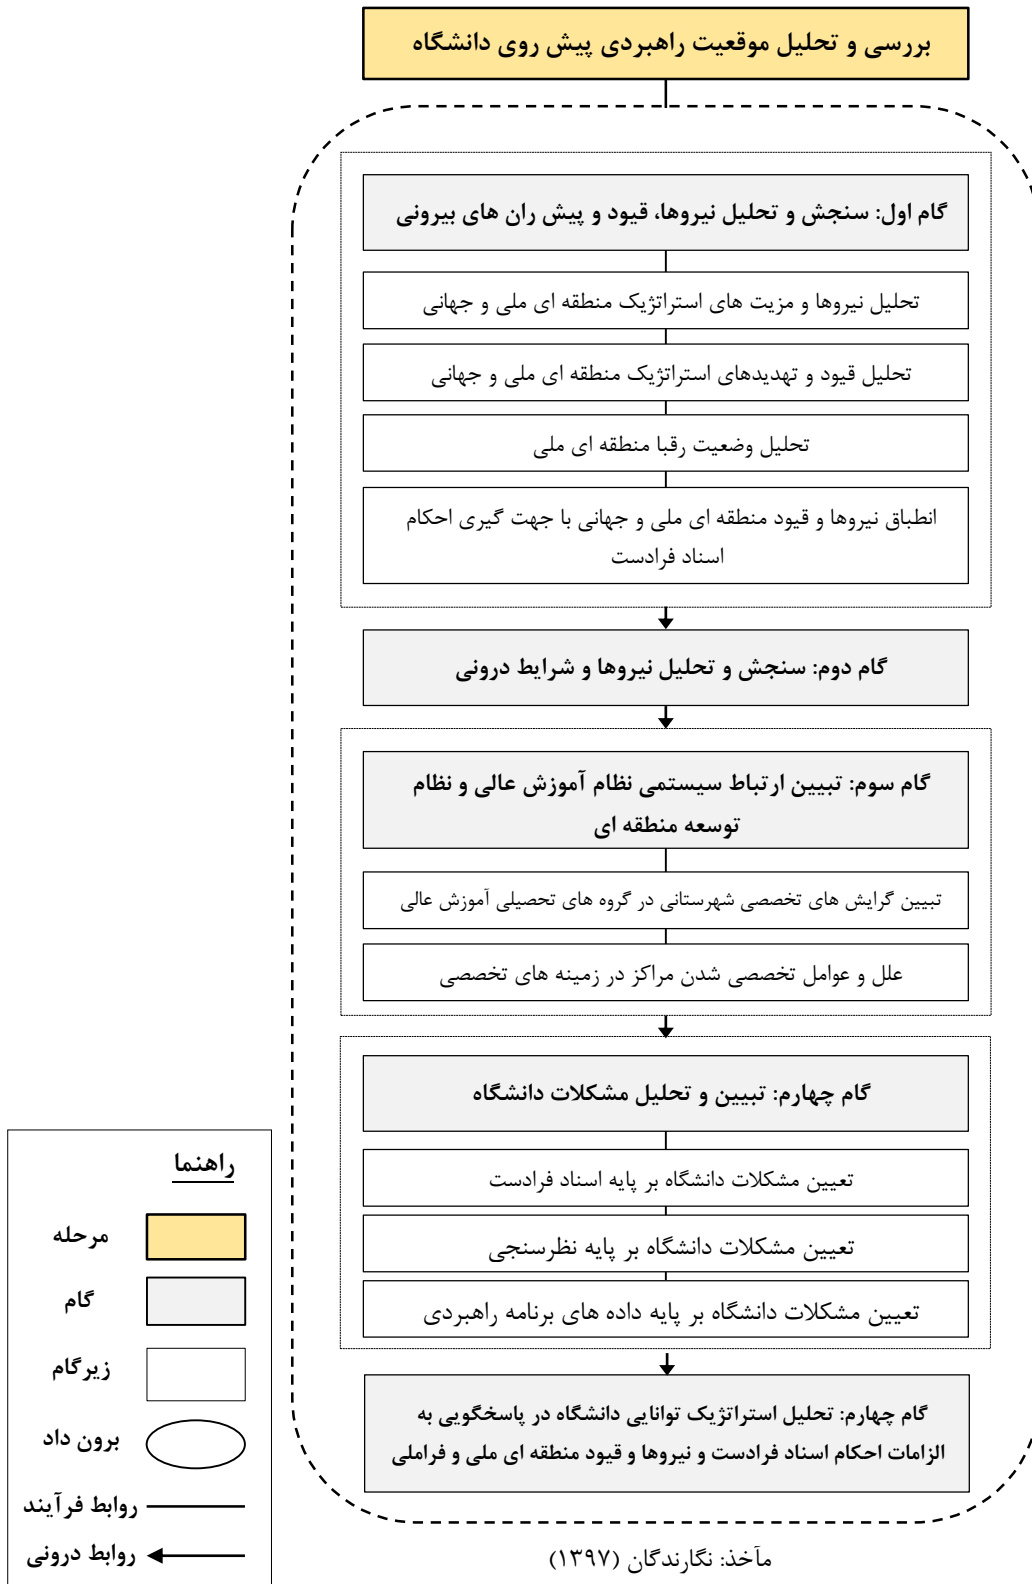 بررسی و تحلیل موقعیت راهبردی پیش روی دانشگاه
گام اول: سنجش و تحلیل نیروها، قیود و پیش ران های بیرونی
تحلیل نیروها و مزیت های استراتژیک منطقه ای ملی و جهانی
تحلیل قیود و تهدیدهای استراتژیک منطقه ای ملی و جهانی
تحلیل وضعیت رقبا منطقه ای ملی
انطباق نیروها و قیود منطقه ای ملی و جهانی با جهت گیری احکام
اسناد فرادست
گام دوم: سنجش و تحلیل نیروها و شرایط درونی
گام سوم: تبیین ارتباط سیستمی نظام آموزش عالی و نظام
توسعه منطقه ای
تبیین گرایش های تخصصی شهرستانی در گروه های تحصیلی آموزش عالی
علل و عوامل تخصصی شدن مراکز در زمینه های تخصصی
گام چهارم: تبیین و تحلیل مشکلات دانشگاه
تعیین مشکلات دانشگاه بر پایه اسناد فرادست
تعیین مشکلات دانشگاه بر پایه نظرسنجی
تعیین مشکلات دانشگاه بر پایه داده های برنامه راهبردی
گام چهارم: تحلیل استراتژیک توانایی دانشگاه در پاسخگویی به
الزامات احکام اسناد فرادست و نیروها و قیود منطقه ای ملی و فراملی
راهنما
مرحله
گام
زیرگام
برون داد
روابط فرآیند
روابط درونی
مآخذ: نگارندگان (۱۳۹۷)